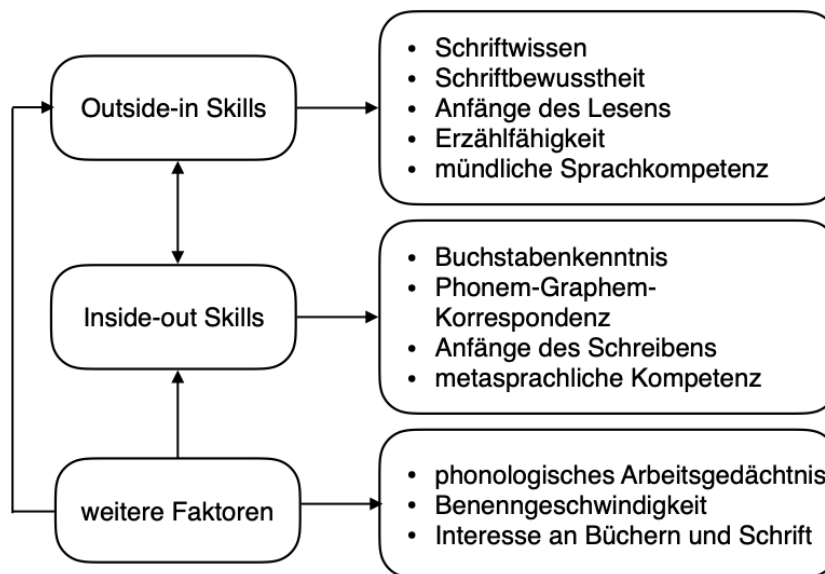 Outside-in Skills
• Schriftwissen
• Schriftbewusstheit
• Anfänge des Lesens
• Erzählfähigkeit
• mündliche Sprachkompetenz
Inside-out Skills
• Buchstabenkenntnis
• Phonem-Graphem-
Korrespondenz
• Anfänge des Schreibens
• metasprachliche Kompetenz
weitere Faktoren
• phonologisches Arbeitsgedächtnis
• Benenngeschwindigkeit
• Interesse an Büchern und Schrift